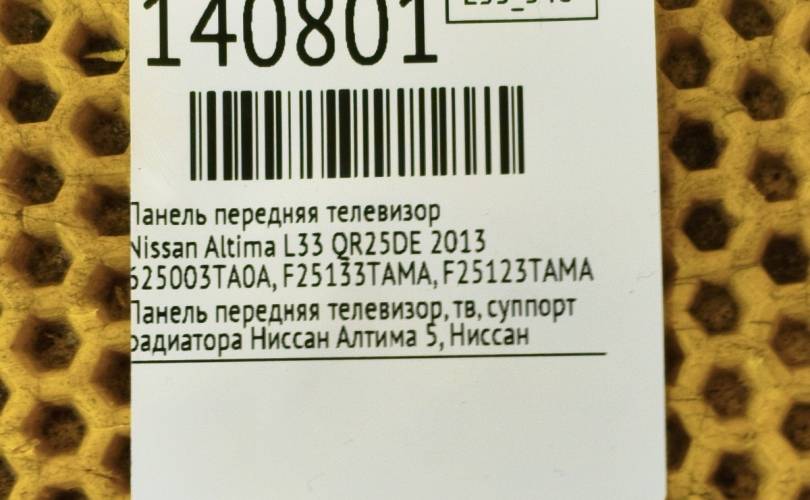 140801
Панель передняя телевизор
Nissan Altima L33 QR25DE 2013
625003TA0A, F25133TAMA, F25123TAMA
Панель передняя телевизор, тв, суппорт
радиатора Ниссан Алтима 5, Ниссан